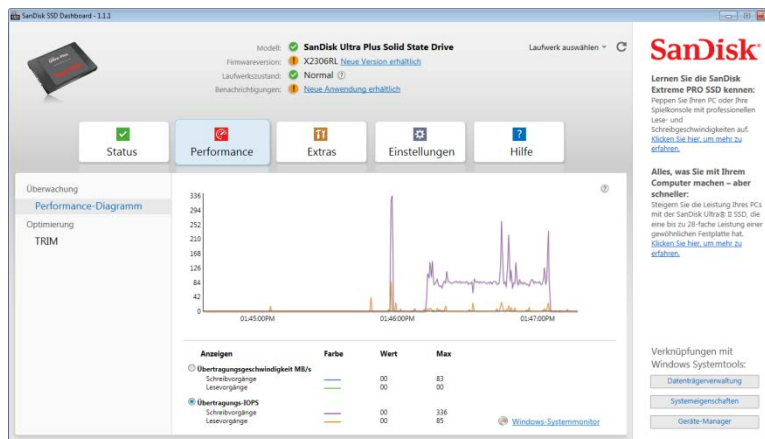 SanDisk SSD Dashboard - 1.1.1
Modell: SanDisk Ultra Plus Solid State Drive
Laufwerk auswählen
Firmwareversion: X2306RL Neue Version erhältlich
Laufwerkszustand: Normal
Benachrichtigungen: Neue Anwendung erhältlich
Status
Performance
Extras
Einstellungen
Hilfe
Überwachung
Performance-Diagramm
Optimierung
TRIM
336
294
252
210
168
126
84
42
0
01:45:00PM
01:46:00PM
01:47:00PM
Anzeigen Farbe Wert Max
Übertragungsgeschwindigkeit MB/s
Schreibvorgänge 00 83
Lesevorgänge 00 00
Übertragungs-IOPS
Schreibvorgänge 00 336
Lesevorgänge 00 85
Windows-Systemmonitor
SanDisk
Lernen Sie die SanDisk
Extreme PRO SSD kennen:
Peppen Sie Ihren PC oder Ihre
Spielkonsole mit professionellen
Lese- und
Schreibgeschwindigkeiten auf.
Klicken Sie hier, um mehr zu
erfahren.
Alles, was Sie mit Ihrem
Computer machen – aber
schneller:
Steigern Sie die Leistung Ihres PCs
mit der SanDisk Ultra® II SSD, die
eine bis zu 28-fache Leistung einer
gewöhnlichen Festplatte hat.
Klicken Sie hier, um mehr zu
erfahren.
Verknüpfungen mit
Windows Systemtools:
Datenträgerverwaltung
Systemeigenschaften
Geräte-Manager